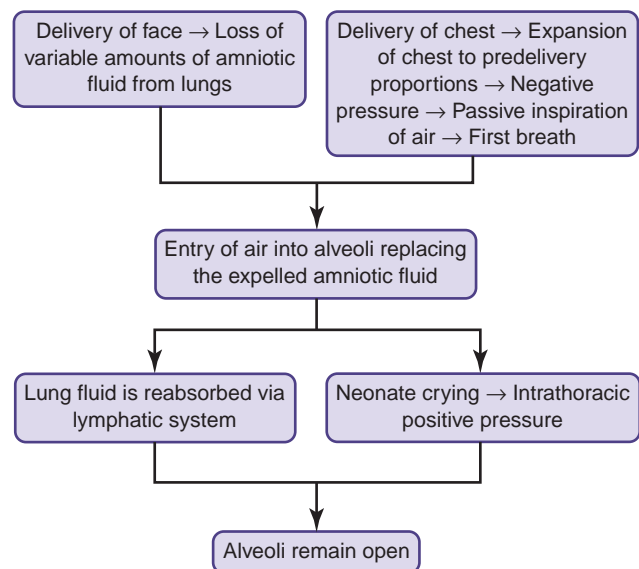 Delivery of face → Loss of
variable amounts of amniotic
fluid from lungs
Delivery of chest → Expansion
of chest to predelivery
proportions → Negative
pressure → Passive inspiration
of air → First breath
Entry of air into alveoli replacing
the expelled amniotic fluid
Lung fluid is reabsorbed via
lymphatic system
Neonate crying → Intrathoracic
positive pressure
Alveoli remain open